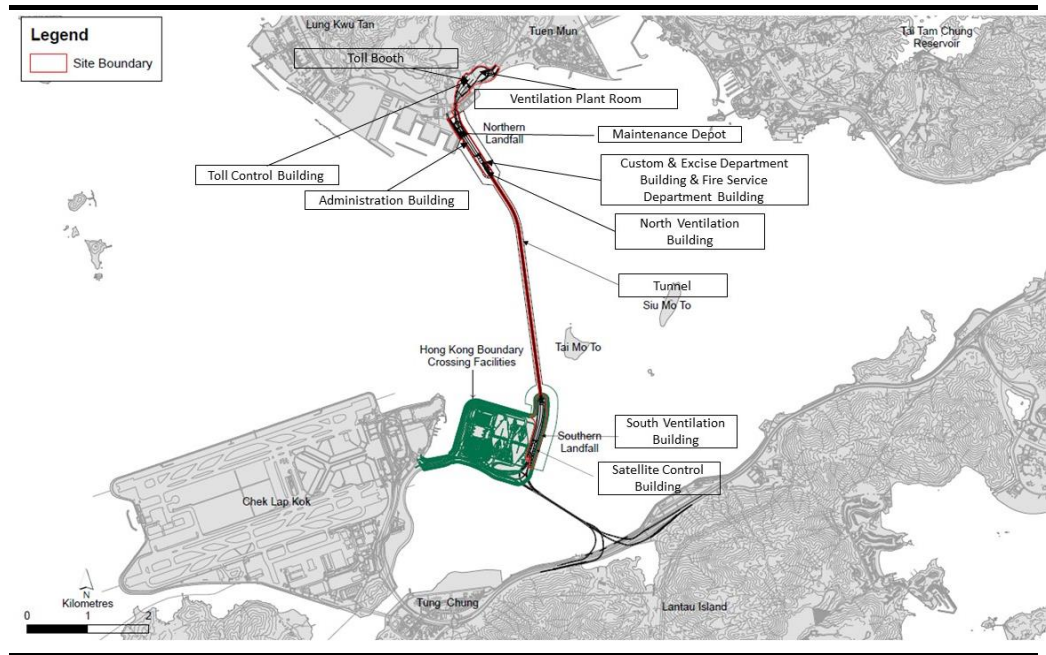 Legend
Site Boundary
Lung Kwu Tan
Tuen Mun
Tai Tam Chung
Reservoir
Toll Booth
Ventilation Plant Room
Northern
Landfall
Maintenance Depot
Toll Control Building
Custom & Excise Department
Building & Fire Service
Department Building
Administration Building
North Ventilation
Building
Tunnel
Siu Mo To
Tai Mo To
Hong Kong Boundary
Crossing Facilities
South Ventilation
Building
Southern
Landfall
Satellite Control
Building
Chek Lap Kok
N
Kilometres
0 1 2
Tung Chung
Lantau Island